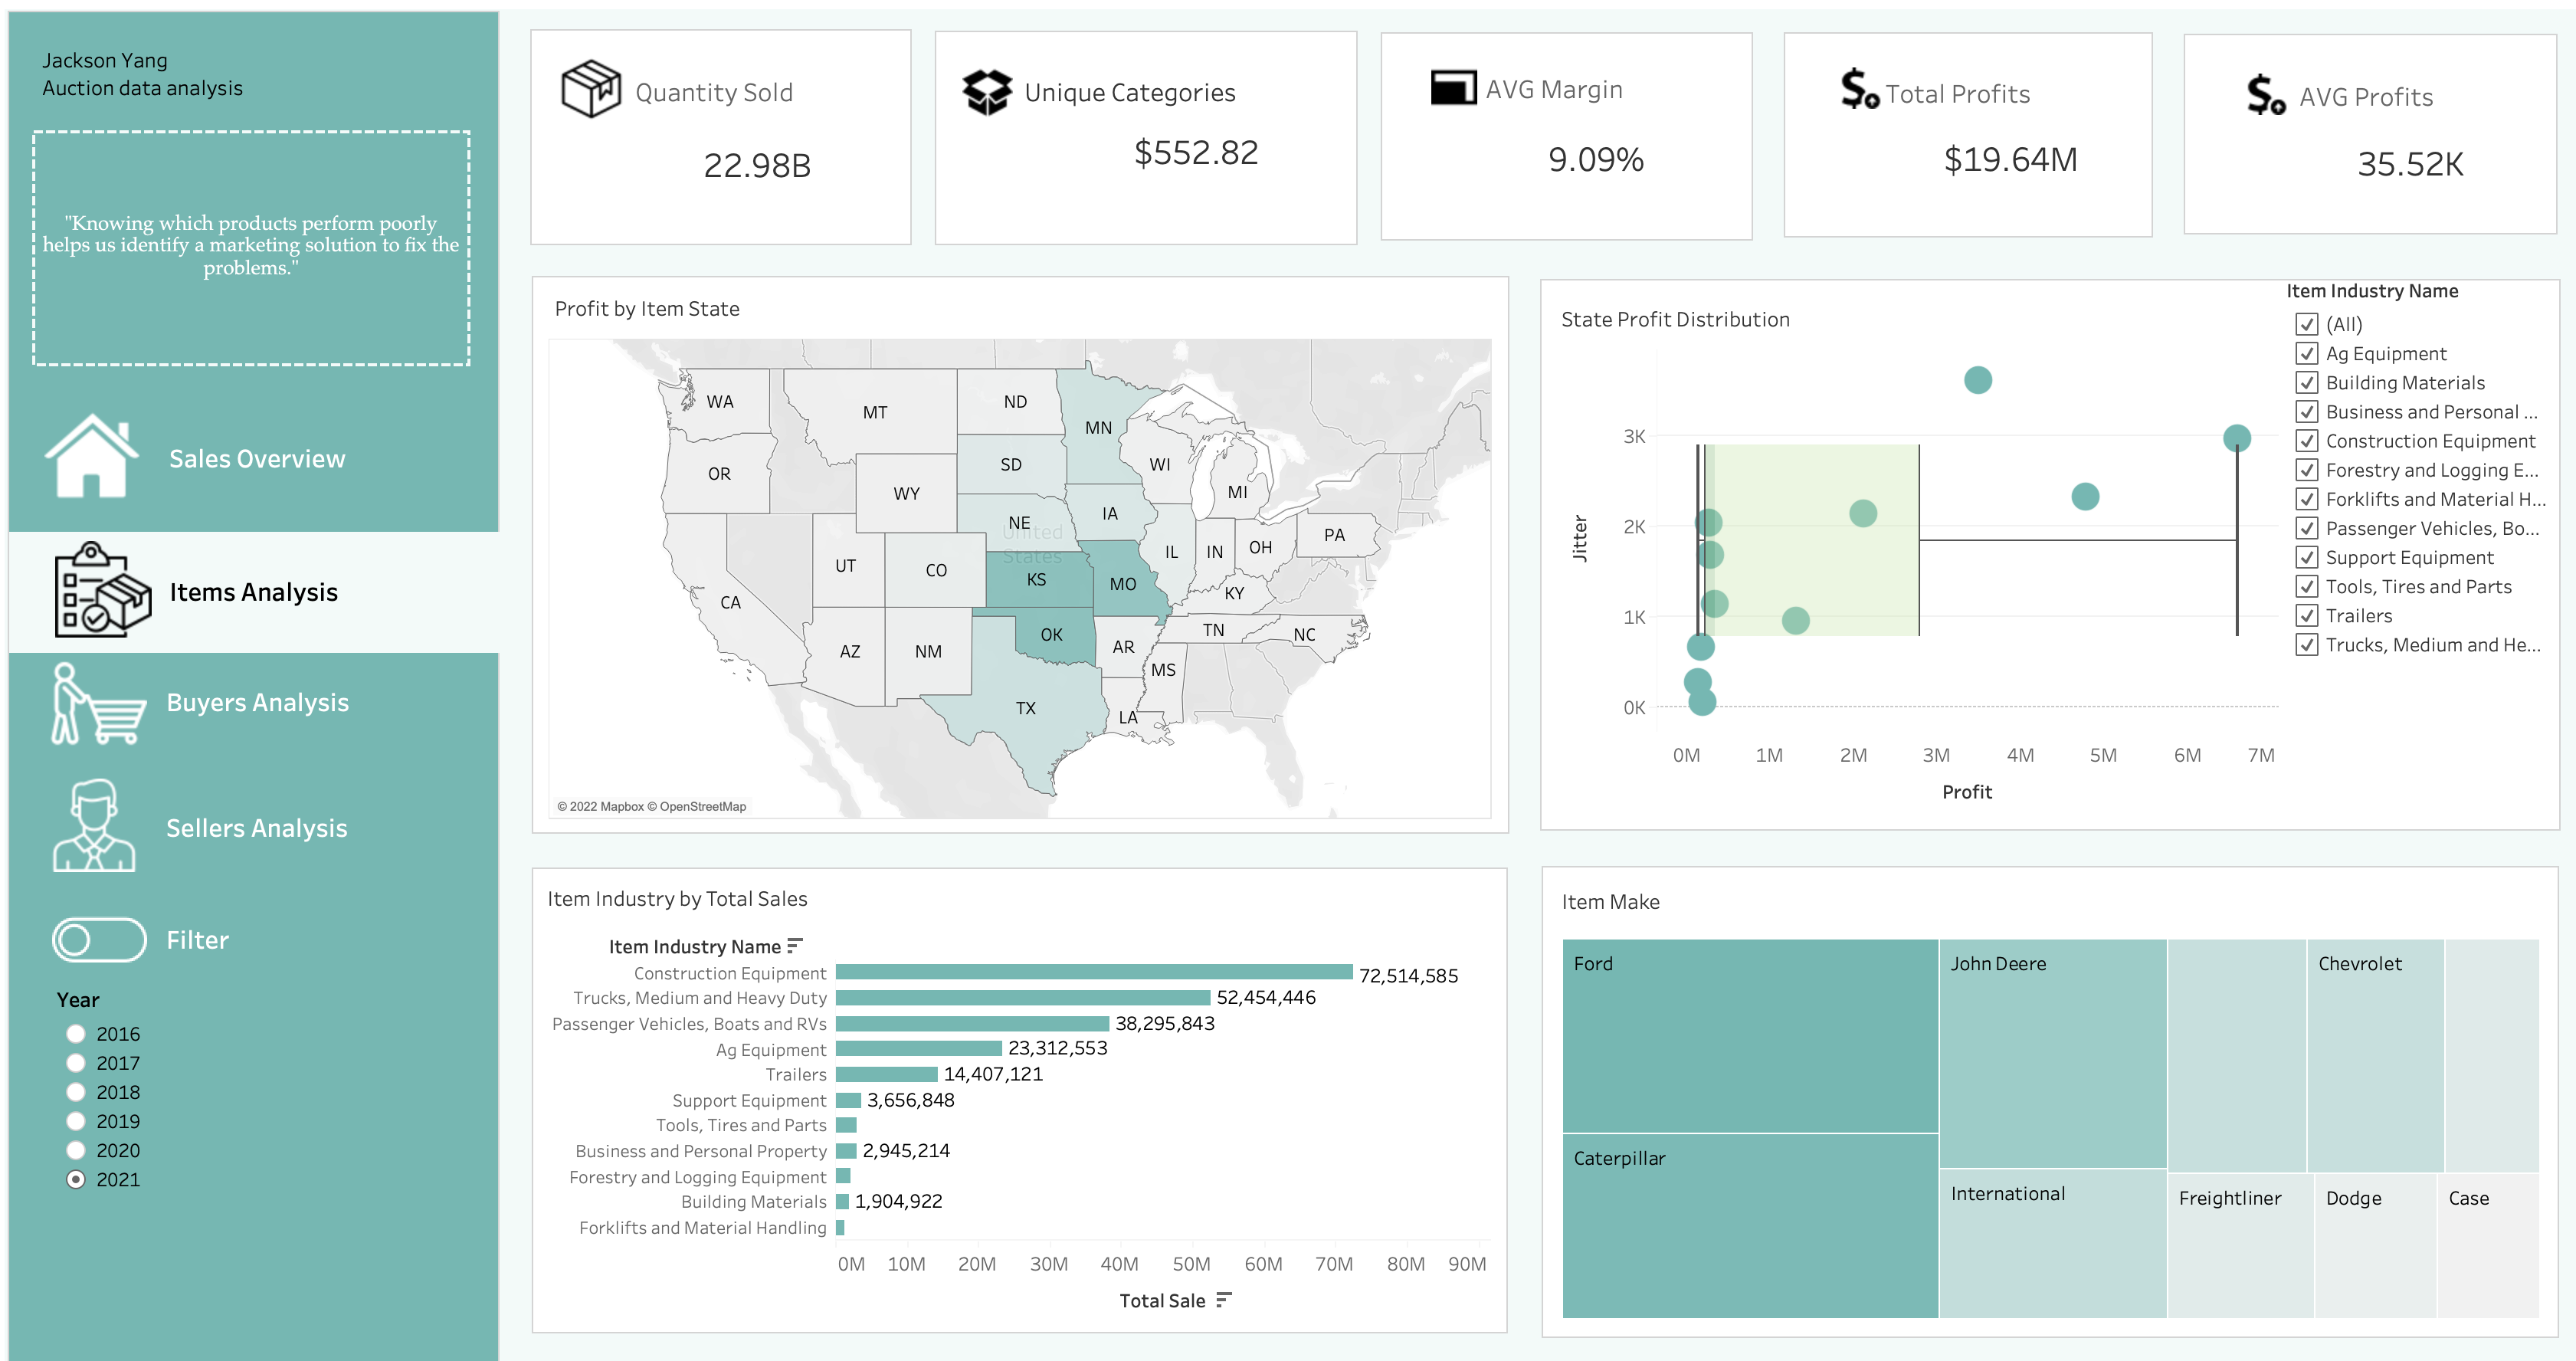 Jackson Yang
Auction data analysis
"Knowing which products perform poorly
helps us identify a marketing solution to fix the
problems."
Sales Overview
Items Analysis
Buyers Analysis
Sellers Analysis
Filter
Year
2016
2017
2018
2019
2020
2021
Quantity Sold
22.98B
Unique Categories
$552.82
AVG Margin
9.09%
Total Profits
$19.64M
AVG Profits
35.52K
Profit by Item State
WA
MT
ND
MN
OR
SD
WI
WY
MI
NE
IA
United
States
PA
IL
IN
OH
UT
CO
KS
MO
KY
CA
OK
TN
NC
AZ
NM
AR
MS
TX
LA
© 2022 Mapbox © OpenStreetMap
State Profit Distribution
Jitter
3K
2K
1K
0K
0M
1M
2M
3M
4M
5M
6M
7M
Profit
Item Industry Name
(All)
Ag Equipment
Building Materials
Business and Personal ...
Construction Equipment
Forestry and Logging E...
Forklifts and Material H...
Passenger Vehicles, Bo...
Support Equipment
Tools, Tires and Parts
Trailers
Trucks, Medium and He...
Item Industry by Total Sales
Item Industry Name
Construction Equipment 72,514,585
Trucks, Medium and Heavy Duty 52,454,446
Passenger Vehicles, Boats and RVs 38,295,843
Ag Equipment 23,312,553
Trailers 14,407,121
Support Equipment 3,656,848
Tools, Tires and Parts
Business and Personal Property 2,945,214
Forestry and Logging Equipment
Building Materials 1,904,922
Forklifts and Material Handling
0M 10M 20M 30M 40M 50M 60M 70M 80M 90M
Total Sale
Item Make
Ford
Caterpillar
John Deere
International
Chevrolet
Freightliner
Dodge
Case